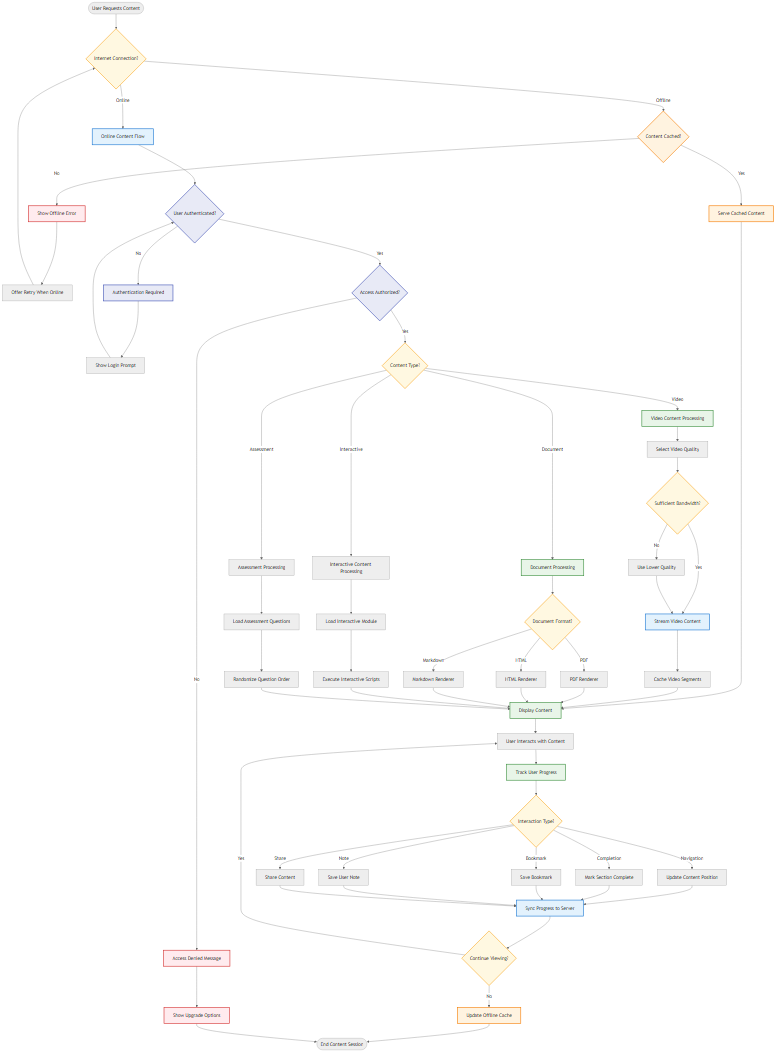 User Requests Content
Internet Connection?
Online
Offline
Online Content Flow
Content Cached?
No
Yes
Show Offline Error
User Authenticated?
Serve Cached Content
No
Yes
Offer Retry When Online
Authentication Required
Access Authorized?
Yes
Show Login Prompt
Content Type?
Video
Video Content Processing
Assessment
Interactive
Document
Select Video Quality
Sufficient Bandwidth?
No
Yes
Assessment Processing
Interactive Content
Processing
Document Processing
Use Lower Quality
Load Assessment Questions
Load Interactive Module
Document Format?
Stream Video Content
Markdown
HTML
PDF
No
Randomize Question Order
Execute Interactive Scripts
Markdown Renderer
HTML Renderer
PDF Renderer
Cache Video Segments
Display Content
User Interacts with Content
Track User Progress
Interaction Type?
Yes
Share
Note
Bookmark
Completion
Navigation
Share Content
Save User Note
Save Bookmark
Mark Section Complete
Update Content Position
Sync Progress to Server
Access Denied Message
Continue Viewing?
No
Show Upgrade Options
Update Offline Cache
End Content Session